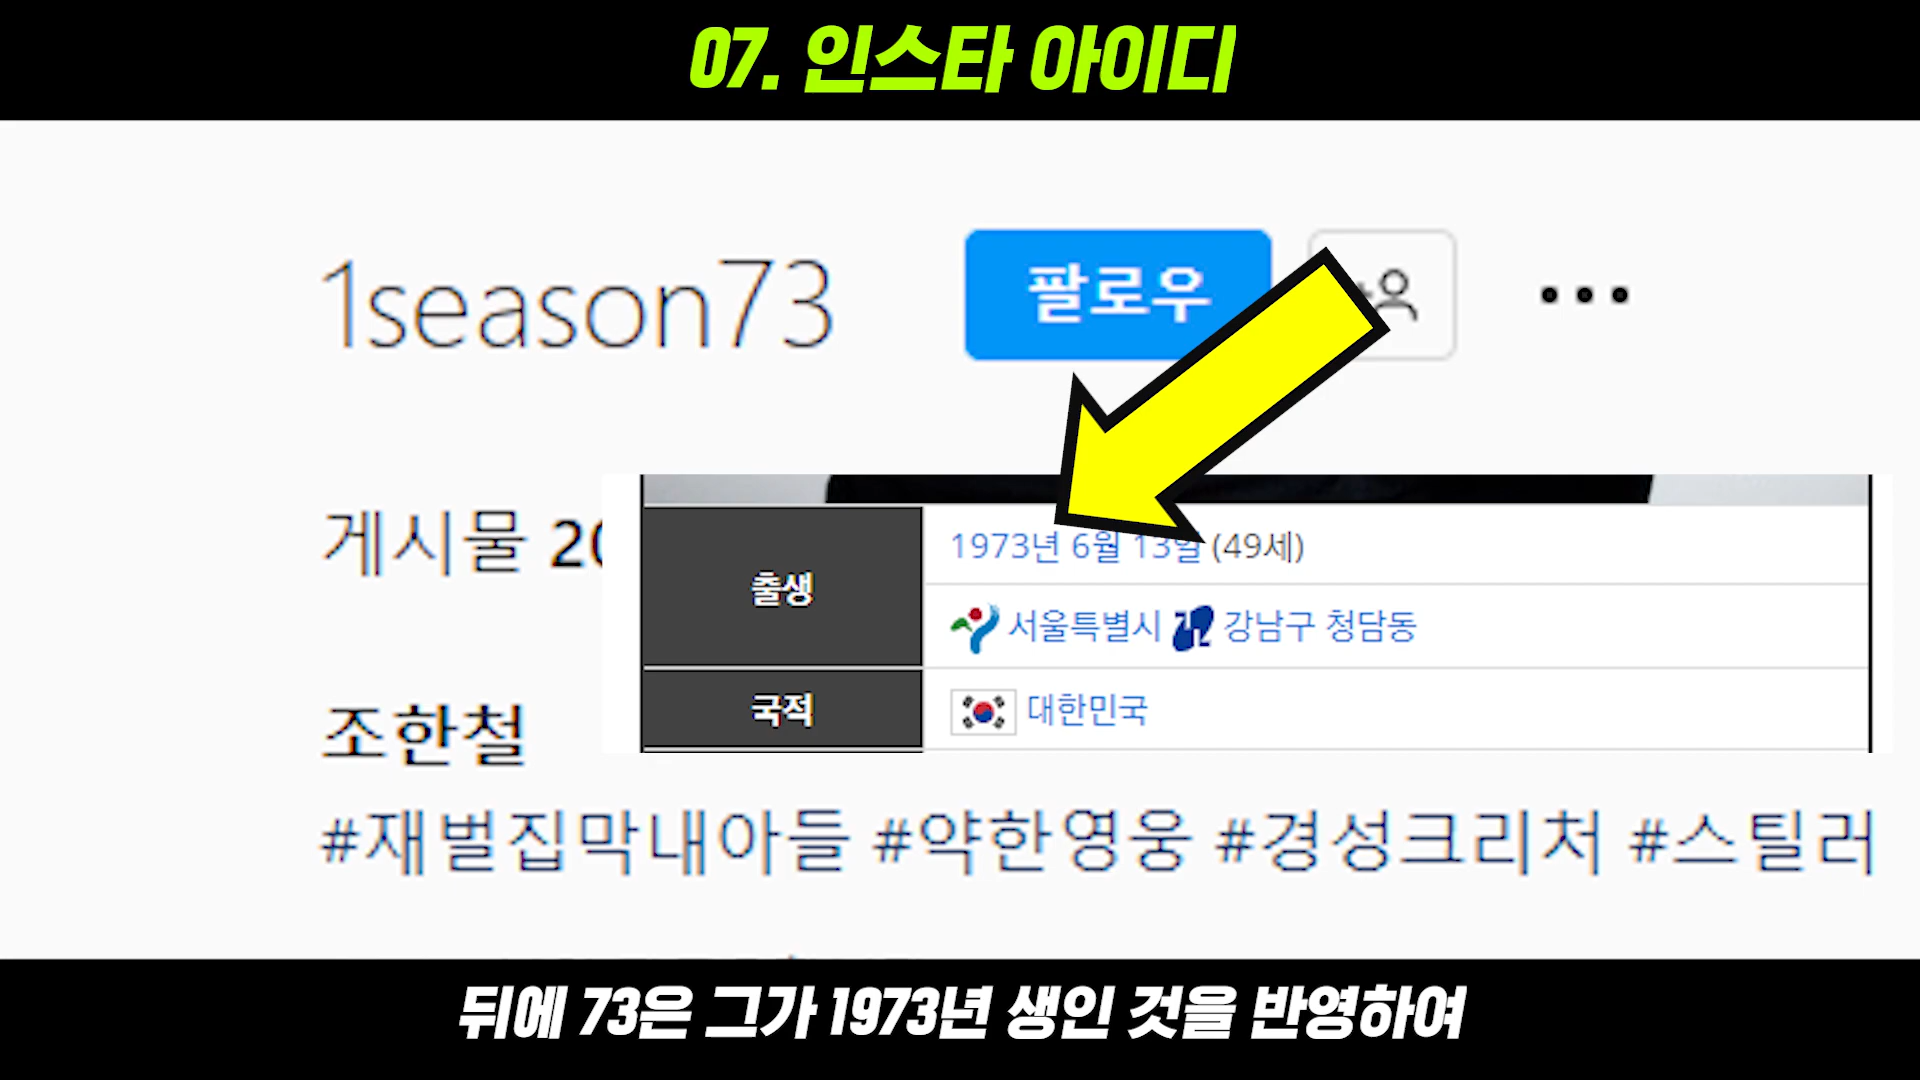 07. 인스타 아이디
1season73
팔로우
게시물 20
출생
1973년 6월 13일 (49세)
서울특별시 강남구 청담동
국적
대한민국
조한철
#재벌집막내아들 #약한영웅 #경성크리처 #스틸러
뒤에 73은 그가 1973년 생인 것을 반영하여